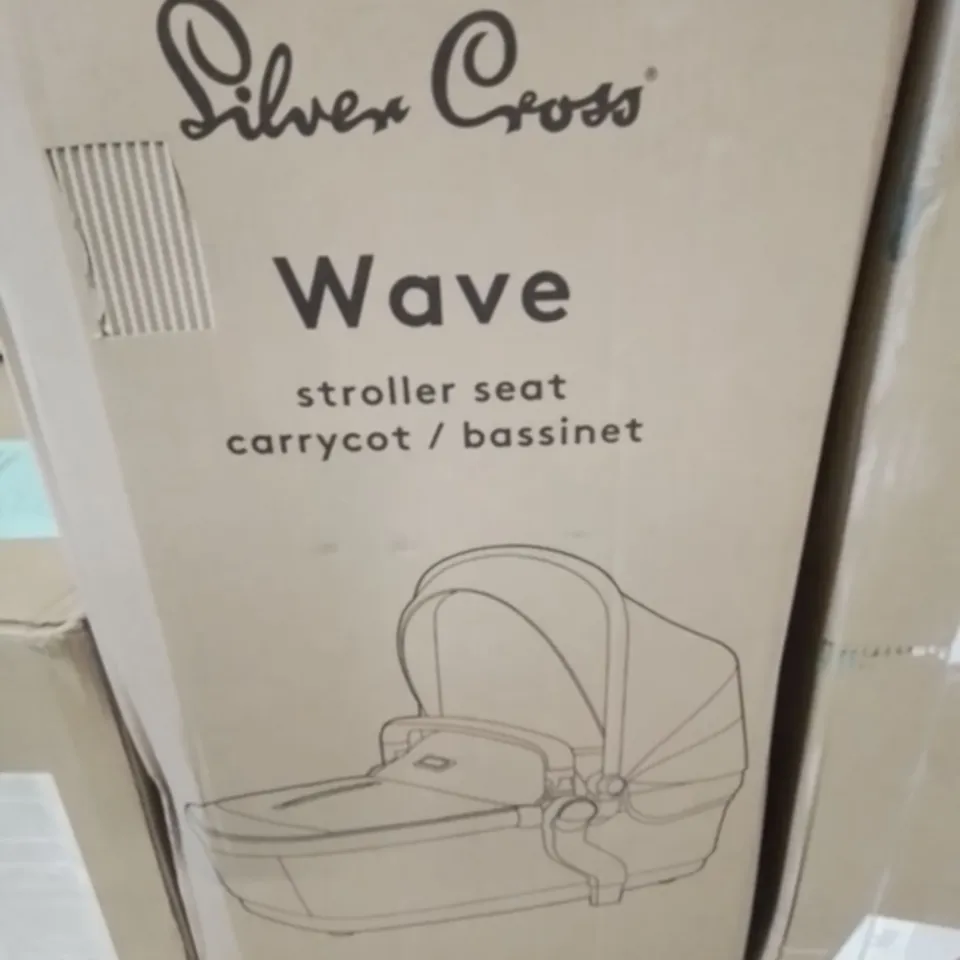 Silver Cross®
Wave
stroller seat
carrycot / bassinet